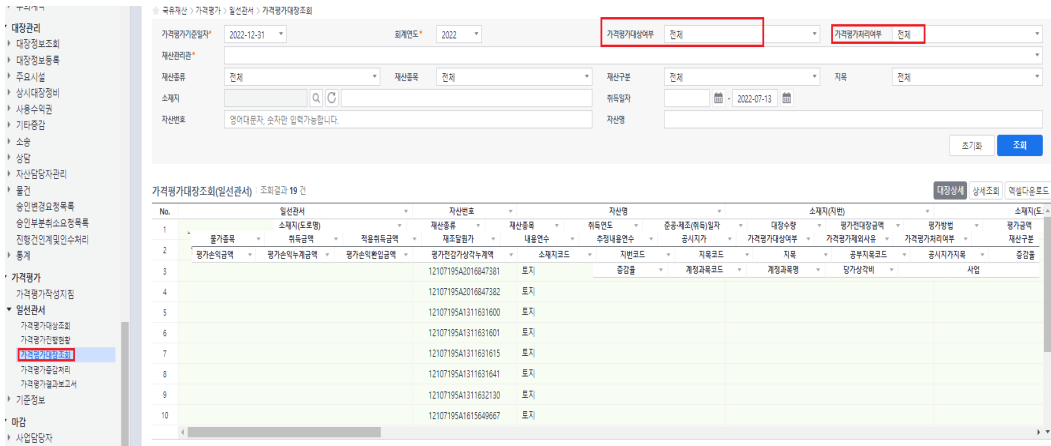 국유재산 > 가격평가 > 일선관서 > 가격평가대장조회
대장관리
대장정보조회
대장정보등록
주요시설
상시대장정비
사용수익권
기타증감
소송
상담
자산담당자관리
물건
승인변경요청목록
승인부분취소요청목록
진행건인계및인수처리
통계
가격평가
가격평가작성지침
일선관서
가격평가대상조회
가격평가진행현황
가격평가대장조회
가격평가증감처리
가격평가결과보고서
기준정보
마감
사업담당자
가격평가기준일자* 2022-12-31 회계연도* 2022 가격평가대상여부 전체 가격평가처리여부 전체
재산관리관*
재산종류 전체 재산종목 전체 재산구분 전체 지목 전체
소재지 취득일자 - 2022-07-13
자산번호 영어대문자, 숫자만 입력가능합니다. 자산명
초기화 조회
가격평가대장조회(일선관서) 조회결과 19 건 대장상세 상세조회 엑셀다운로드
No. 일선관서 자산번호 자산명 소재지(지번) 소재지(도
1 소재지(도로명) 재산종류 재산종목 취득연도 준공·제조(취득)일자 대장수량 평가전대장금액 평가방법 평가금액
2 물가종목 취득금액 적용취득금액 재조달원가 내용연수 추정내용연수 공시지가 가격평가대상여부 가격평가제외사유 가격평가처리여부 재산구분
평가손익금액 평가손익누계금액 평가손익환입금액 평가전감가상각누계액 소재지코드 지번코드 지목코드 지목 공부지목코드 공시지가지목 증감률
3 12107195A2016847381 토지 증감률 계정과목코드 계정과목명 당기상각비 사업
4 12107195A2016847382 토지
5 12107195A1311631600 토지
6 12107195A1311631601 토지
7 12107195A1311631615 토지
8 12107195A1311631641 토지
9 12107195A1311632130 토지
10 12107195A1615649667 토지